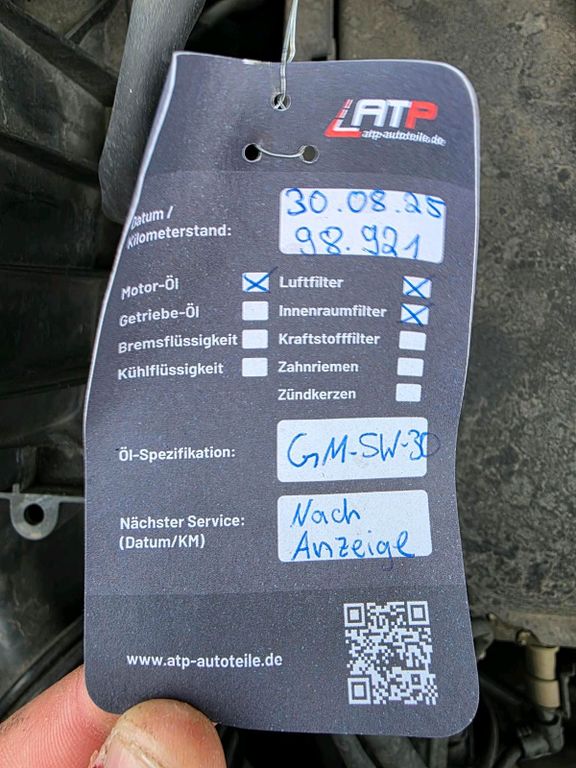 ATP
atp-autoteile.de
Datum / Kilometerstand:
30.08.25
98.921
Motor-Öl
Getriebe-Öl
Bremsflüssigkeit
Kühlflüssigkeit
Luftfilter
Innenraumfilter
Kraftstofffilter
Zahnriemen
Zündkerzen
Öl-Spezifikation:
GM-5W-30
Nächster Service:
(Datum/KM)
Nach
Anzeige
www.atp-autoteile.de